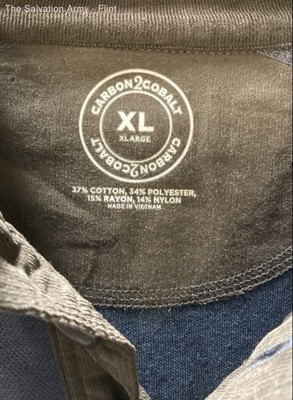 The Salvation Army - Flint
CARBON2COBALT
XL
XLARGE
CARBON2COBALT
37% COTTON, 34% POLYESTER,
15% RAYON, 14% NYLON
MADE IN VIETNAM